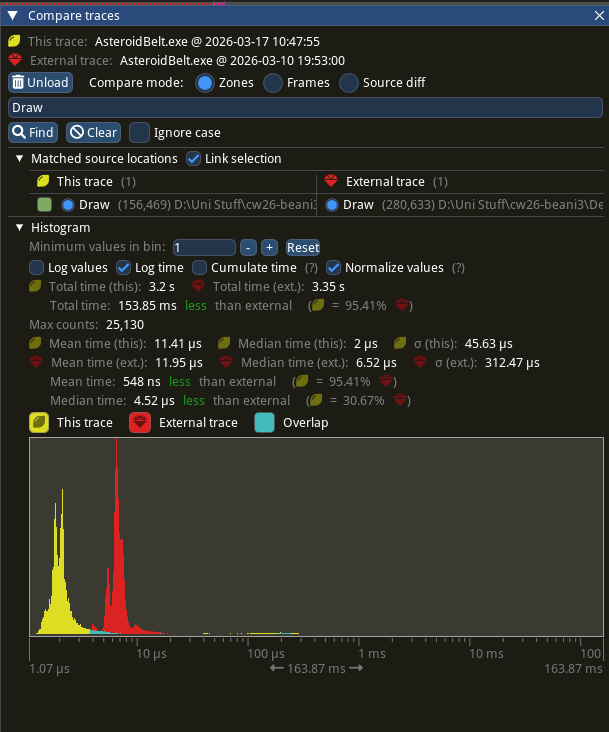 Compare traces
This trace: AsteroidBelt.exe @ 2026-03-17 10:47:55
External trace: AsteroidBelt.exe @ 2026-03-10 19:53:00
Unload Compare mode: Zones Frames Source diff
Draw
Find Clear Ignore case
Matched source locations Link selection
This trace (1) External trace (1)
Draw (156,469) D:\Uni Stuff\cw26-beani3 Draw (280,633) D:\Uni Stuff\cw26-beani3\De
Histogram
Minimum values in bin: 1 - + Reset
Log values Log time Cumulate time (?) Normalize values (?)
Total time (this): 3.2 s Total time (ext.): 3.35 s
Total time: 153.85 ms less than external ( = 95.41% )
Max counts: 25,130
Mean time (this): 11.41 μs Median time (this): 2 μs σ (this): 45.63 μs
Mean time (ext.): 11.95 μs Median time (ext.): 6.52 μs σ (ext.): 312.47 μs
Mean time: 548 ns less than external ( = 95.41% )
Median time: 4.52 μs less than external ( = 30.67% )
This trace External trace Overlap
10 μs 100 μs 1 ms 10 ms 100
1.07 μs ← 163.87 ms → 163.87 ms